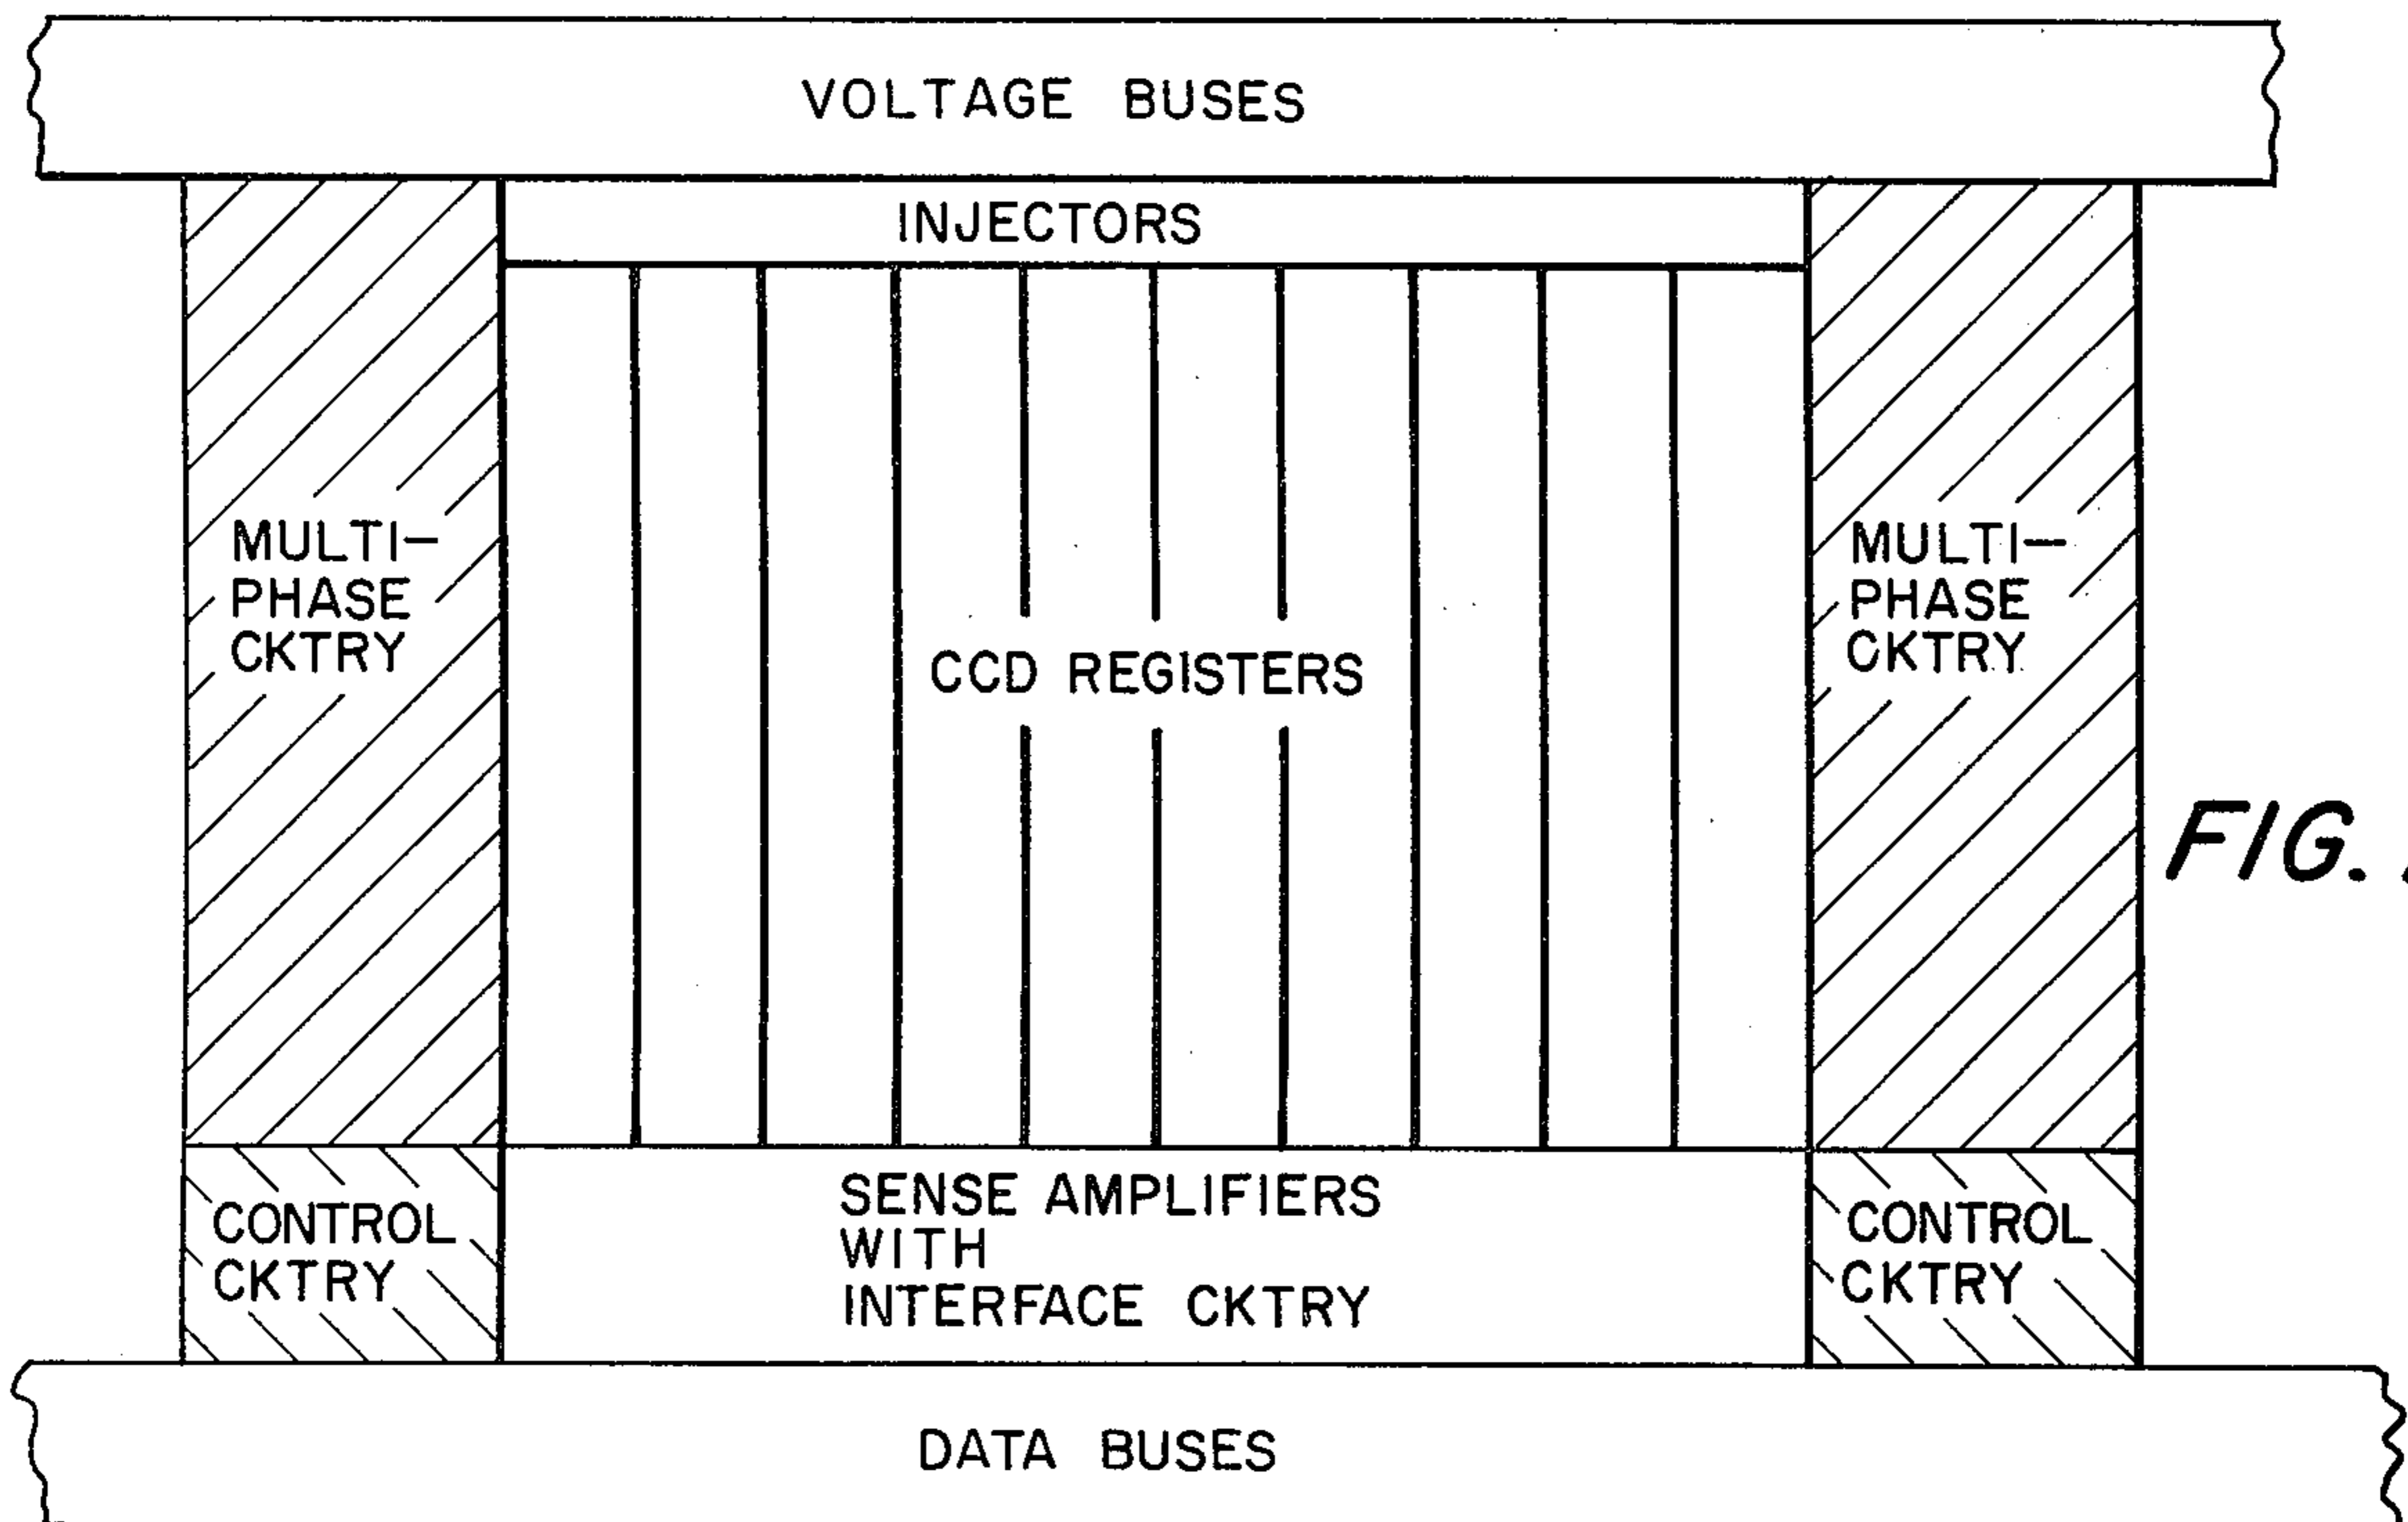 VOLTAGE BUSES
INJECTORS
MULTI-
PHASE
CKTRY
CCD REGISTERS
MULTI-
PHASE
CKTRY
FIG.
CONTROL
CKTRY
SENSE AMPLIFIERS
WITH
INTERFACE CKTRY
CONTROL
CKTRY
DATA BUSES